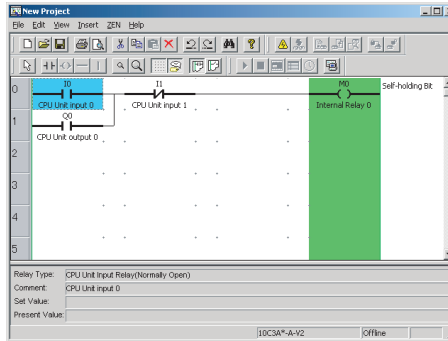 New Project
File Edit View Insert ZEN Help
0 I0 I1 M0 Self-holding Bit
CPU Unit input 0 CPU Unit input 1 Internal Relay 0
1 Q0
CPU Unit output 0
2
3
4
5
Relay Type: CPU Unit Input Relay(Normally Open)
Comment: CPU Unit input 0
Set Value:
Present Value:
10C3A*-A-V2 Offline